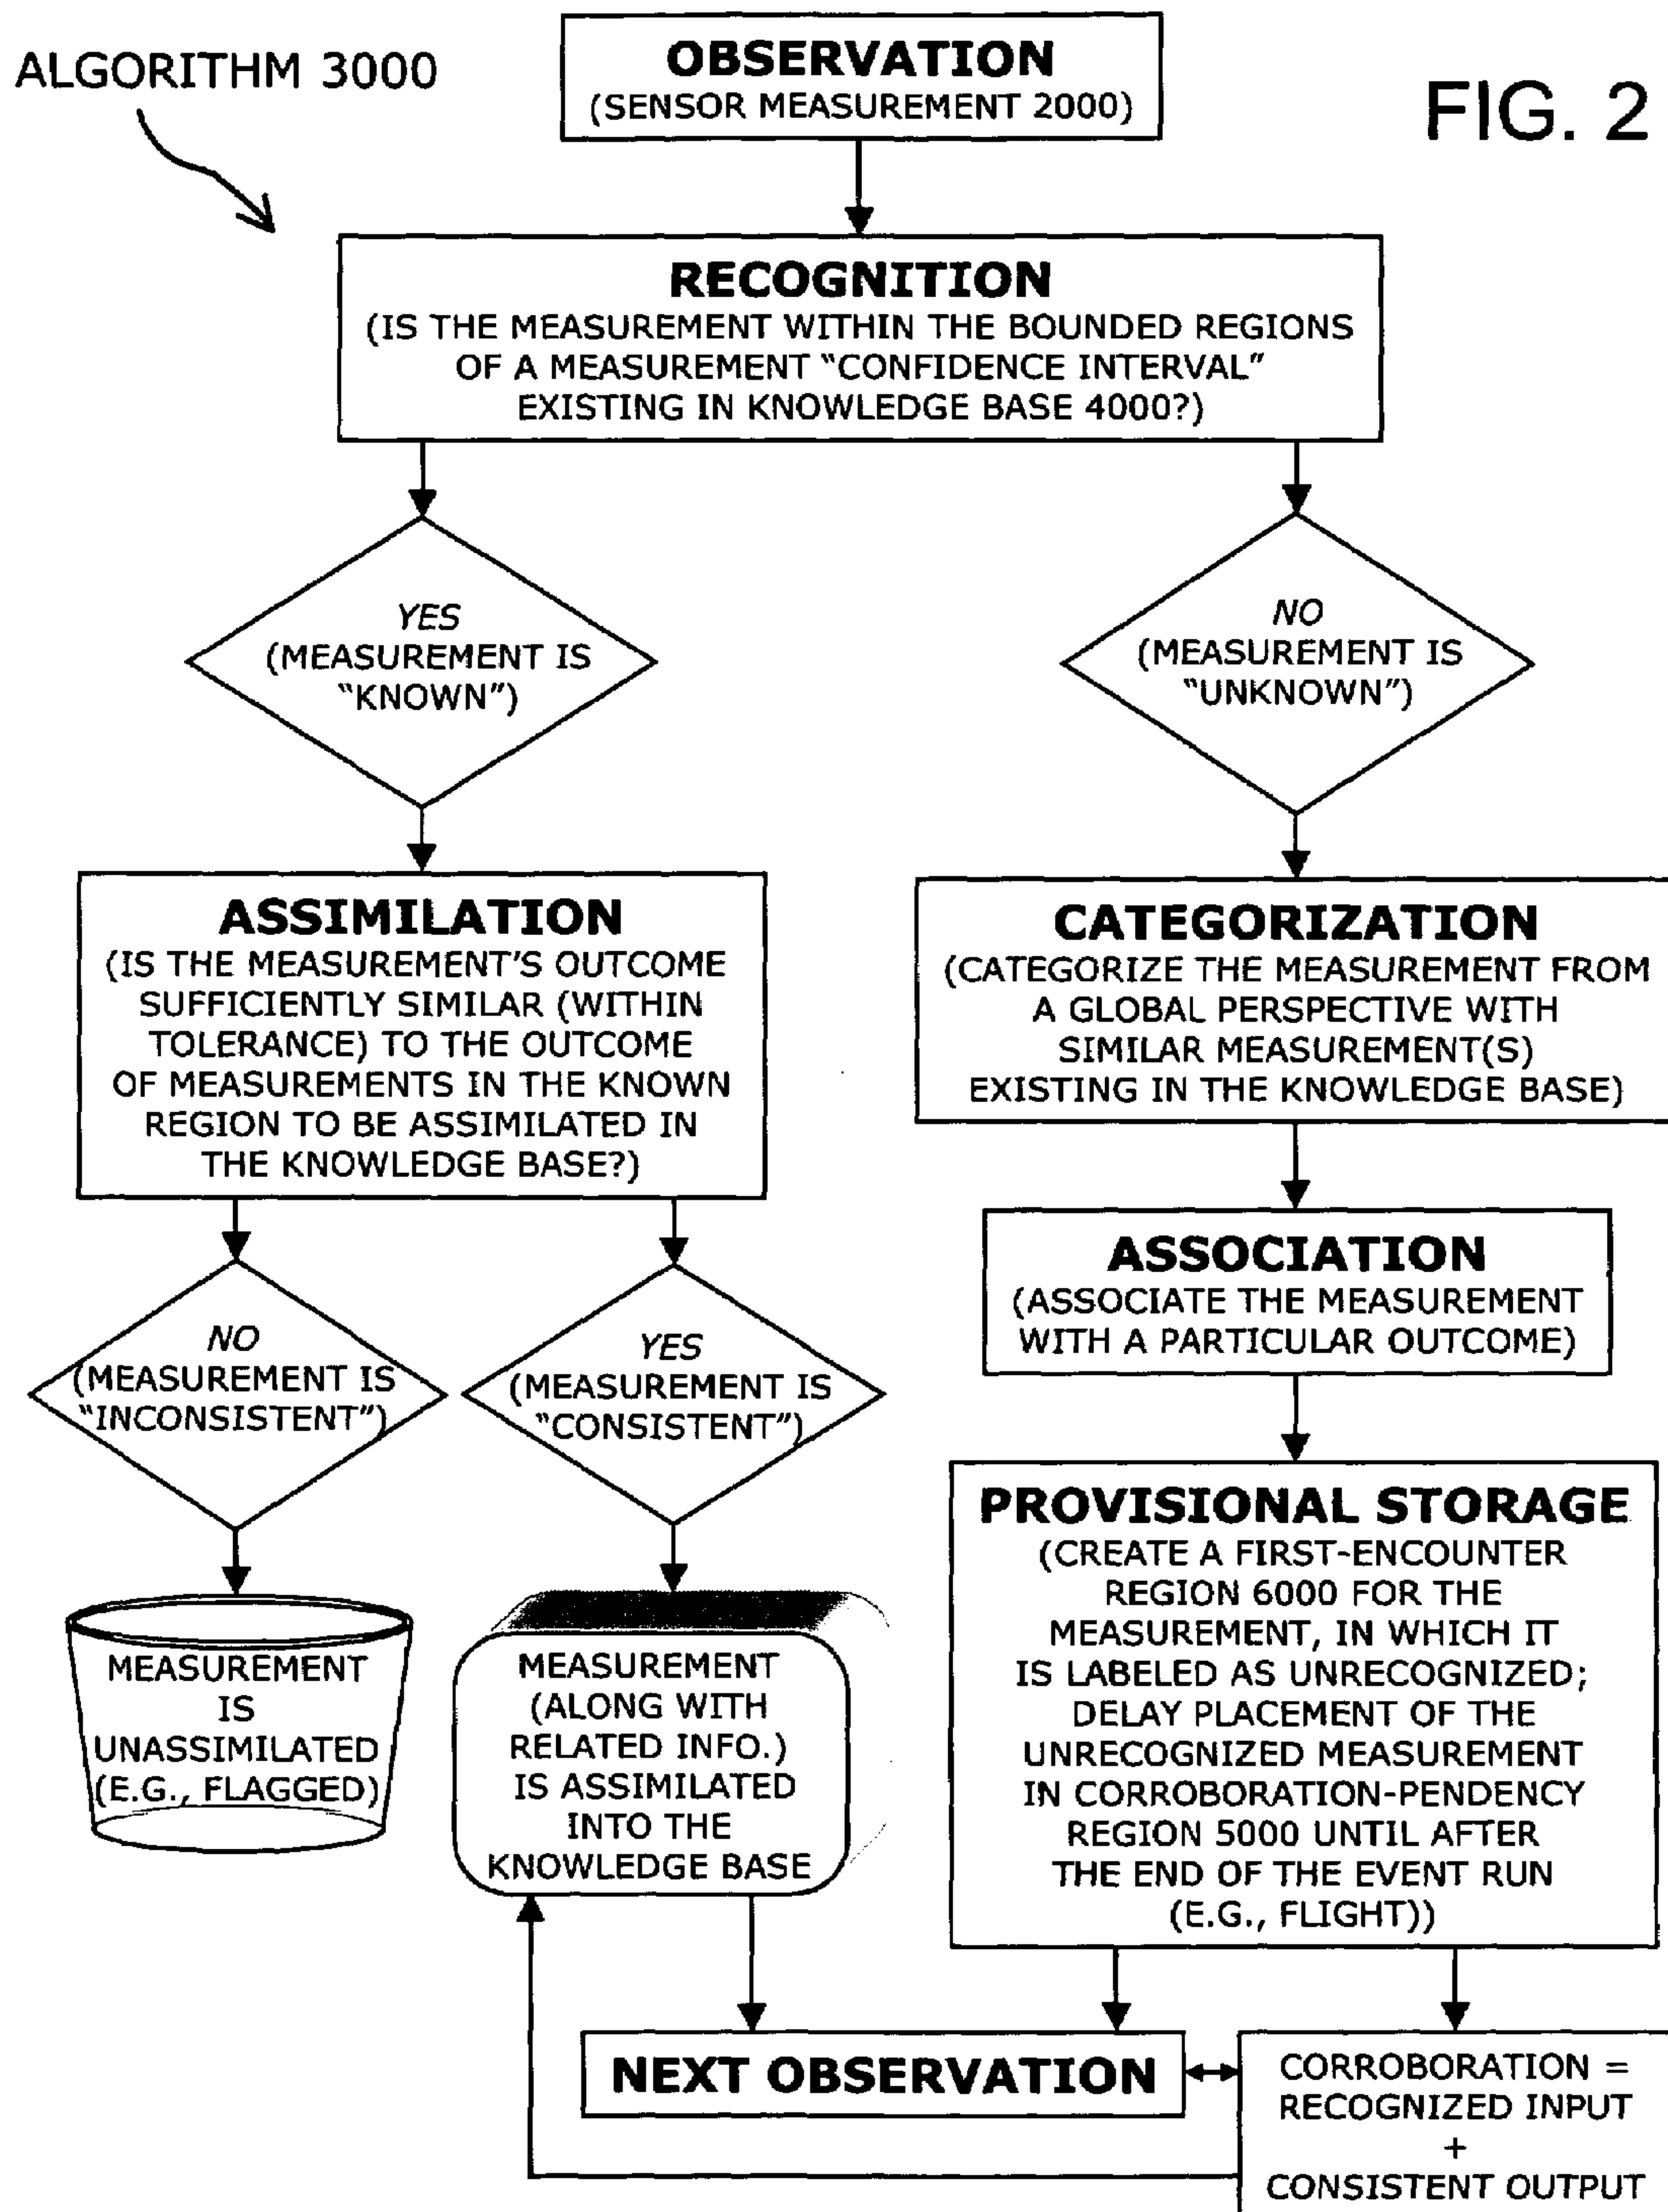 ALGORITHM 3000
OBSERVATION
(SENSOR MEASUREMENT 2000)
FIG. 2
RECOGNITION
(IS THE MEASUREMENT WITHIN THE BOUNDED REGIONS
OF A MEASUREMENT “CONFIDENCE INTERVAL”
EXISTING IN KNOWLEDGE BASE 4000?)
YES
(MEASUREMENT IS
“KNOWN”)
NO
(MEASUREMENT IS
“UNKNOWN”)
ASSIMILATION
(IS THE MEASUREMENT’S OUTCOME
SUFFICIENTLY SIMILAR (WITHIN
TOLERANCE) TO THE OUTCOME
OF MEASUREMENTS IN THE KNOWN
REGION TO BE ASSIMILATED IN
THE KNOWLEDGE BASE?)
CATEGORIZATION
(CATEGORIZE THE MEASUREMENT FROM
A GLOBAL PERSPECTIVE WITH
SIMILAR MEASUREMENT(S)
EXISTING IN THE KNOWLEDGE BASE)
ASSOCIATION
(ASSOCIATE THE MEASUREMENT
WITH A PARTICULAR OUTCOME)
NO
(MEASUREMENT IS
“INCONSISTENT”)
YES
(MEASUREMENT IS
“CONSISTENT”)
PROVISIONAL STORAGE
(CREATE A FIRST-ENCOUNTER
REGION 6000 FOR THE
MEASUREMENT, IN WHICH IT
IS LABELED AS UNRECOGNIZED;
DELAY PLACEMENT OF THE
UNRECOGNIZED MEASUREMENT
IN CORROBORATION-PENDENCY
REGION 5000 UNTIL AFTER
THE END OF THE EVENT RUN
(E.G., FLIGHT))
MEASUREMENT
IS
UNASSIMILATED
(E.G., FLAGGED)
MEASUREMENT
(ALONG WITH
RELATED INFO.)
IS ASSIMILATED
INTO THE
KNOWLEDGE BASE
NEXT OBSERVATION
CORROBORATION =
RECOGNIZED INPUT
+
CONSISTENT OUTPUT